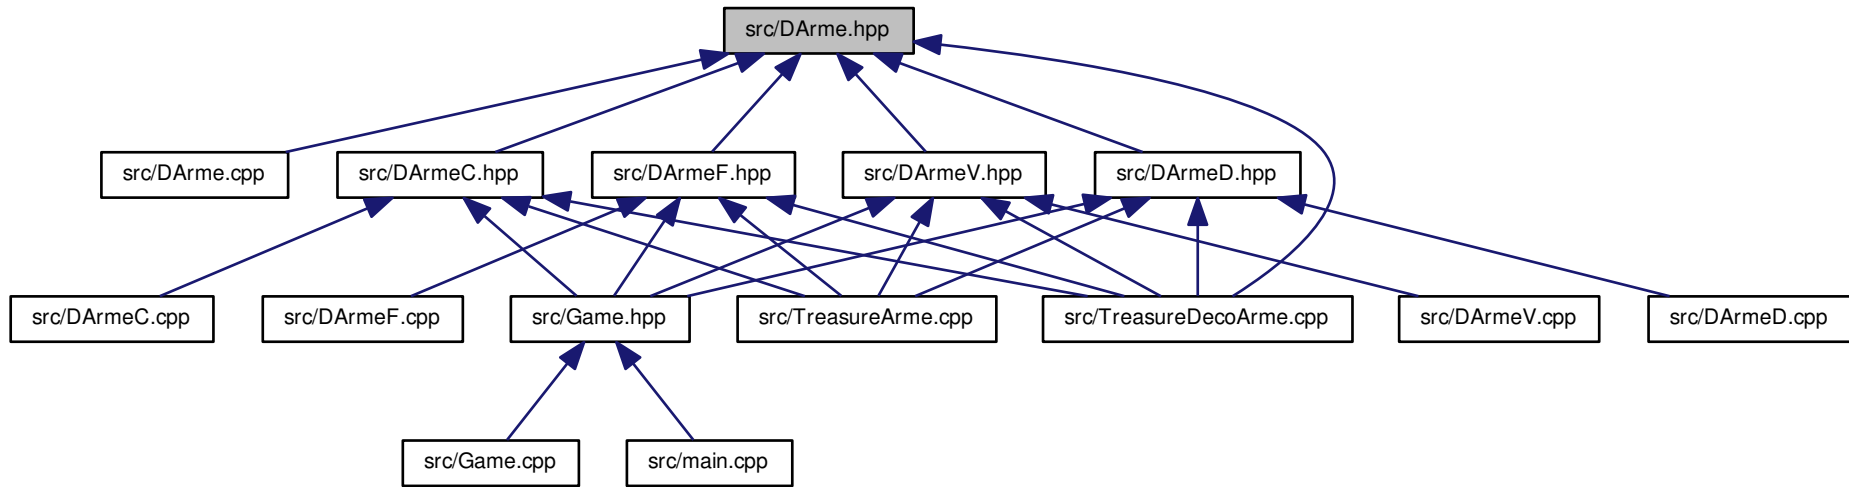 src/DArme.hpp
src/DArme.cpp
src/DArmeC.hpp
src/DArmeF.hpp
src/DArmeV.hpp
src/DArmeD.hpp
src/DArmeC.cpp
src/DArmeF.cpp
src/Game.hpp
src/TreasureArme.cpp
src/TreasureDecoArme.cpp
src/DArmeV.cpp
src/DArmeD.cpp
src/Game.cpp
src/main.cpp